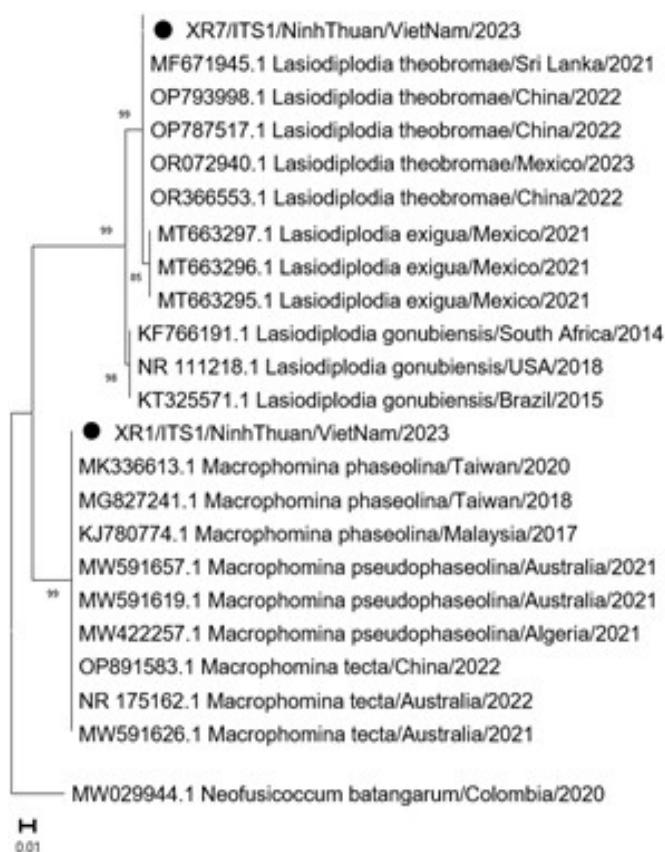 XR7/ITS1/NinhThuan/VietNam/2023
MF671945.1 Lasiodiplodia theobromae/Sri Lanka/2021
OP793998.1 Lasiodiplodia theobromae/China/2022
99
OP787517.1 Lasiodiplodia theobromae/China/2022
OR072940.1 Lasiodiplodia theobromae/Mexico/2023
OR366553.1 Lasiodiplodia theobromae/China/2022
99
MT663297.1 Lasiodiplodia exigua/Mexico/2021
MT663296.1 Lasiodiplodia exigua/Mexico/2021
85
MT663295.1 Lasiodiplodia exigua/Mexico/2021
KF766191.1 Lasiodiplodia gonubiensis/South Africa/2014
NR 111218.1 Lasiodiplodia gonubiensis/USA/2018
98
KT325571.1 Lasiodiplodia gonubiensis/Brazil/2015
XR1/ITS1/NinhThuan/VietNam/2023
MK336613.1 Macrophomina phaseolina/Taiwan/2020
MG827241.1 Macrophomina phaseolina/Taiwan/2018
KJ780774.1 Macrophomina phaseolina/Malaysia/2017
MW591657.1 Macrophomina pseudophaseolina/Australia/2021
99
MW591619.1 Macrophomina pseudophaseolina/Australia/2021
MW422257.1 Macrophomina pseudophaseolina/Algeria/2021
OP891583.1 Macrophomina tecta/China/2022
NR 175162.1 Macrophomina tecta/Australia/2022
MW591626.1 Macrophomina tecta/Australia/2021
MW029944.1 Neofusicoccum batangarum/Colombia/2020
0.01